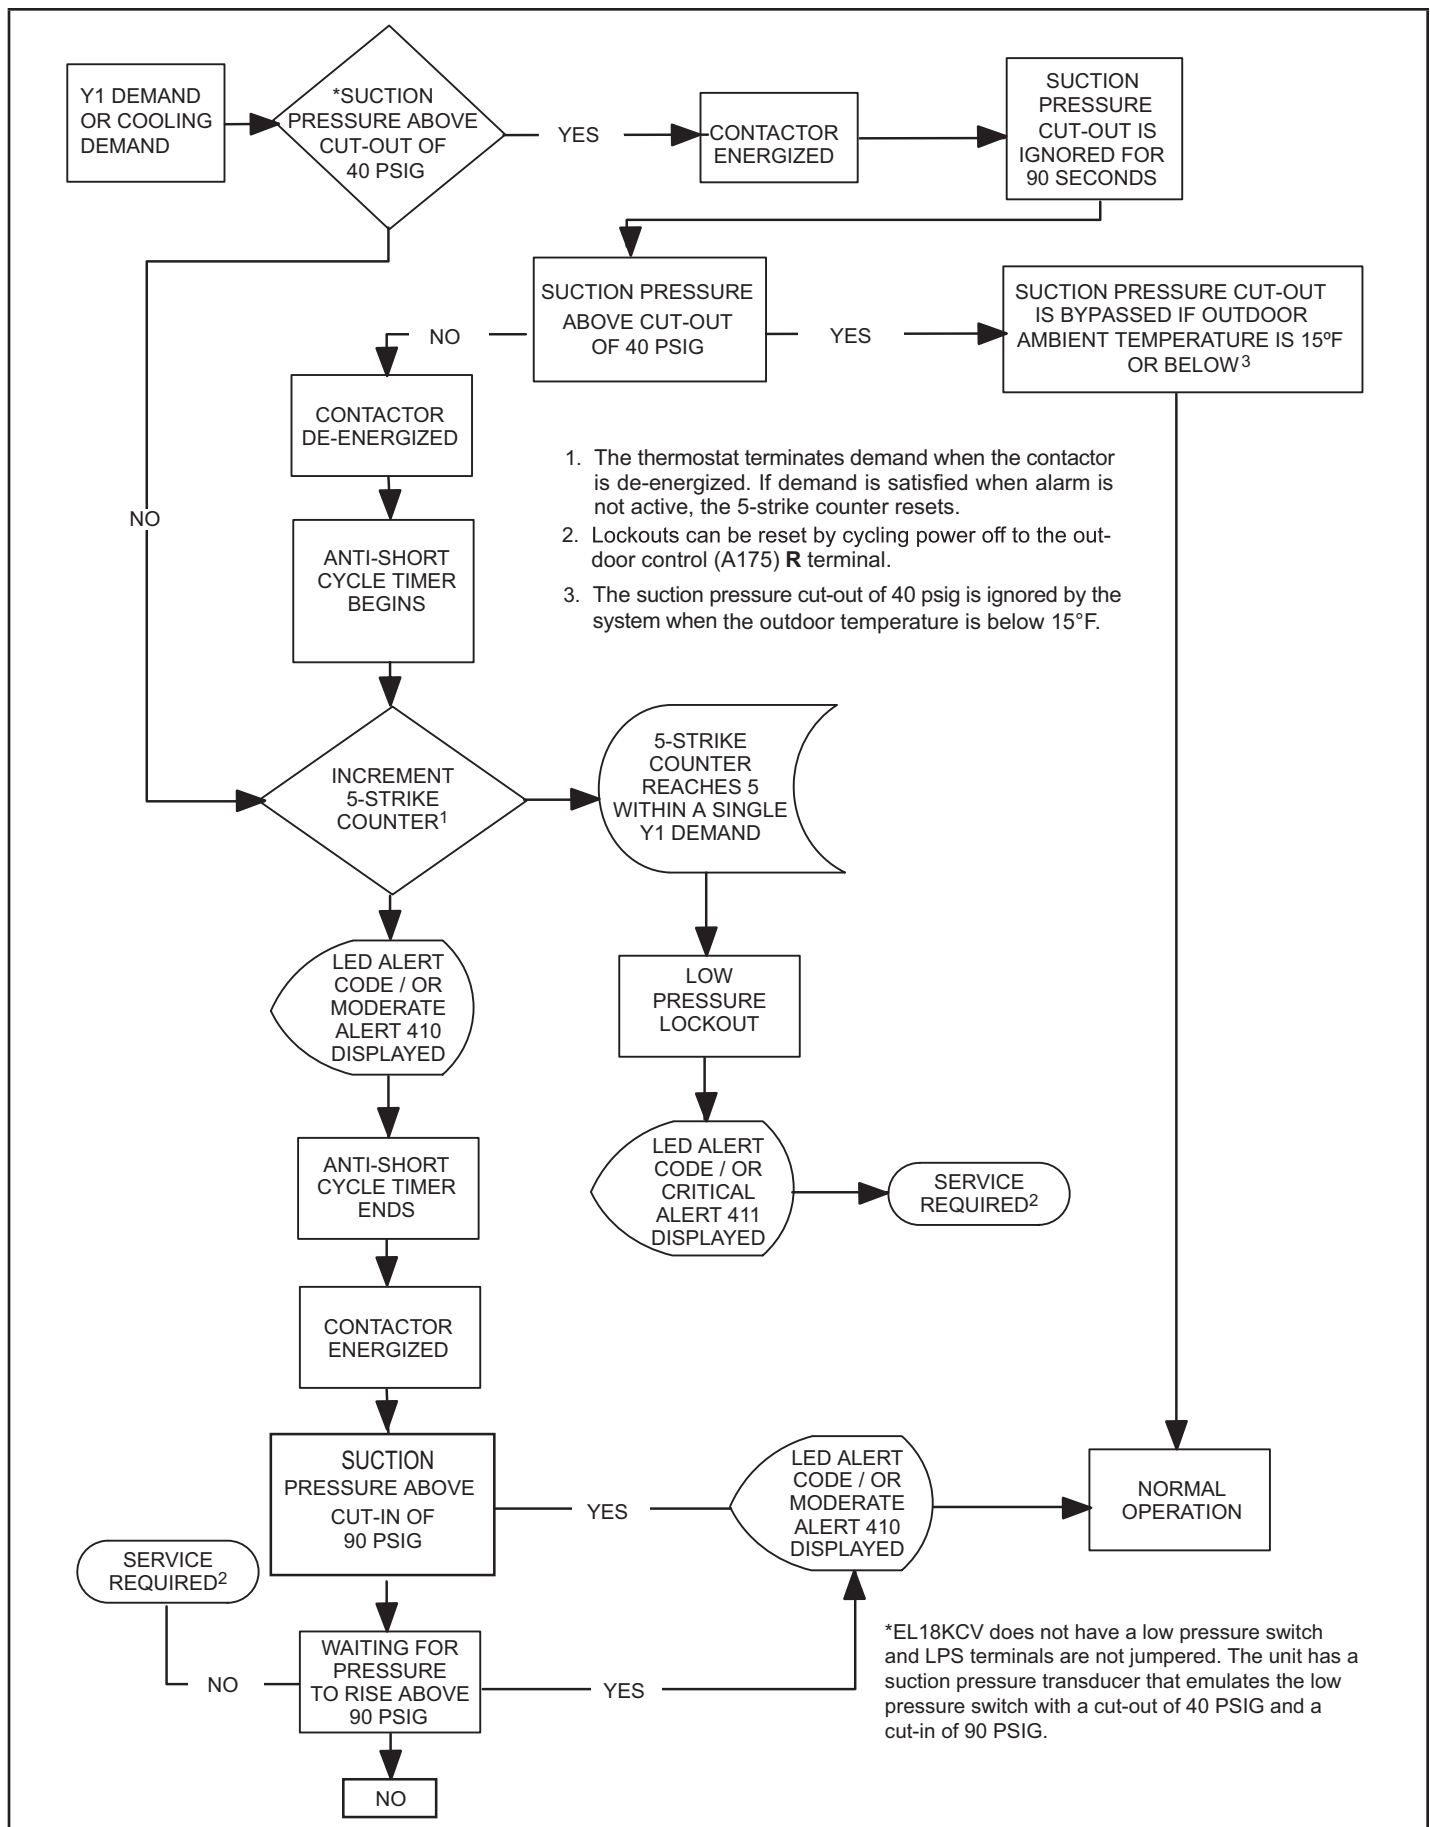 Y1 DEMAND
OR COOLING
DEMAND
*SUCTION
PRESSURE ABOVE
CUT-OUT OF
40 PSIG
YES
CONTACTOR
ENERGIZED
SUCTION
PRESSURE
CUT-OUT IS
IGNORED FOR
90 SECONDS
SUCTION PRESSURE
ABOVE CUT-OUT
OF 40 PSIG
NO
YES
SUCTION PRESSURE CUT-OUT
IS BYPASSED IF OUTDOOR
AMBIENT TEMPERATURE IS 15ºF
OR BELOW3
CONTACTOR
DE-ENERGIZED
1. The thermostat terminates demand when the contactor
is de-energized. If demand is satisfied when alarm is
not active, the 5-strike counter resets.
2. Lockouts can be reset by cycling power off to the out-
door control (A175) R terminal.
3. The suction pressure cut-out of 40 psig is ignored by the
system when the outdoor temperature is below 15°F.
NO
ANTI-SHORT
CYCLE TIMER
BEGINS
INCREMENT
5-STRIKE
COUNTER1
5-STRIKE
COUNTER
REACHES 5
WITHIN A SINGLE
Y1 DEMAND
LED ALERT
CODE / OR
MODERATE
ALERT 410
DISPLAYED
LOW
PRESSURE
LOCKOUT
ANTI-SHORT
CYCLE TIMER
ENDS
LED ALERT
CODE / OR
CRITICAL
ALERT 411
DISPLAYED
SERVICE
REQUIRED2
CONTACTOR
ENERGIZED
SUCTION
PRESSURE ABOVE
CUT-IN OF
90 PSIG
YES
LED ALERT
CODE / OR
MODERATE
ALERT 410
DISPLAYED
NORMAL
OPERATION
SERVICE
REQUIRED2
NO
WAITING FOR
PRESSURE
TO RISE ABOVE
90 PSIG
YES
*EL18KCV does not have a low pressure switch
and LPS terminals are not jumpered. The unit has a
suction pressure transducer that emulates the low
pressure switch with a cut-out of 40 PSIG and a
cut-in of 90 PSIG.
NO